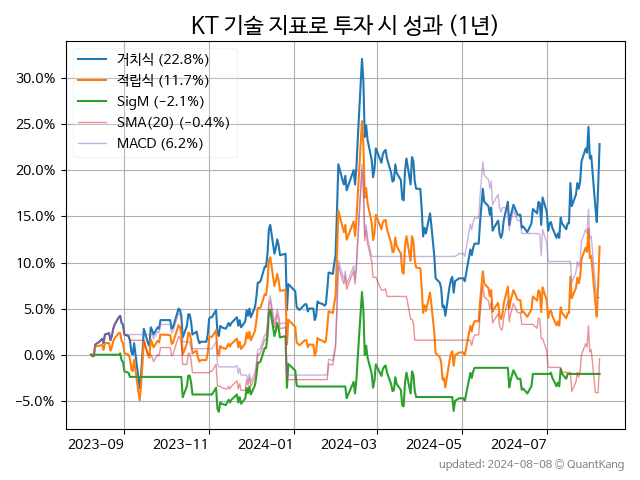 KT 기술 지표로 투자 시 성과 (1년)
거치식 (22.8%)
적립식 (11.7%)
SigM (−2.1%)
SMA(20) (−0.4%)
MACD (6.2%)
30.0%
25.0%
20.0%
15.0%
10.0%
5.0%
0.0%
−5.0%
2023-09 2023-11 2024-01 2024-03 2024-05 2024-07
updated: 2024-08-08 © QuantKang